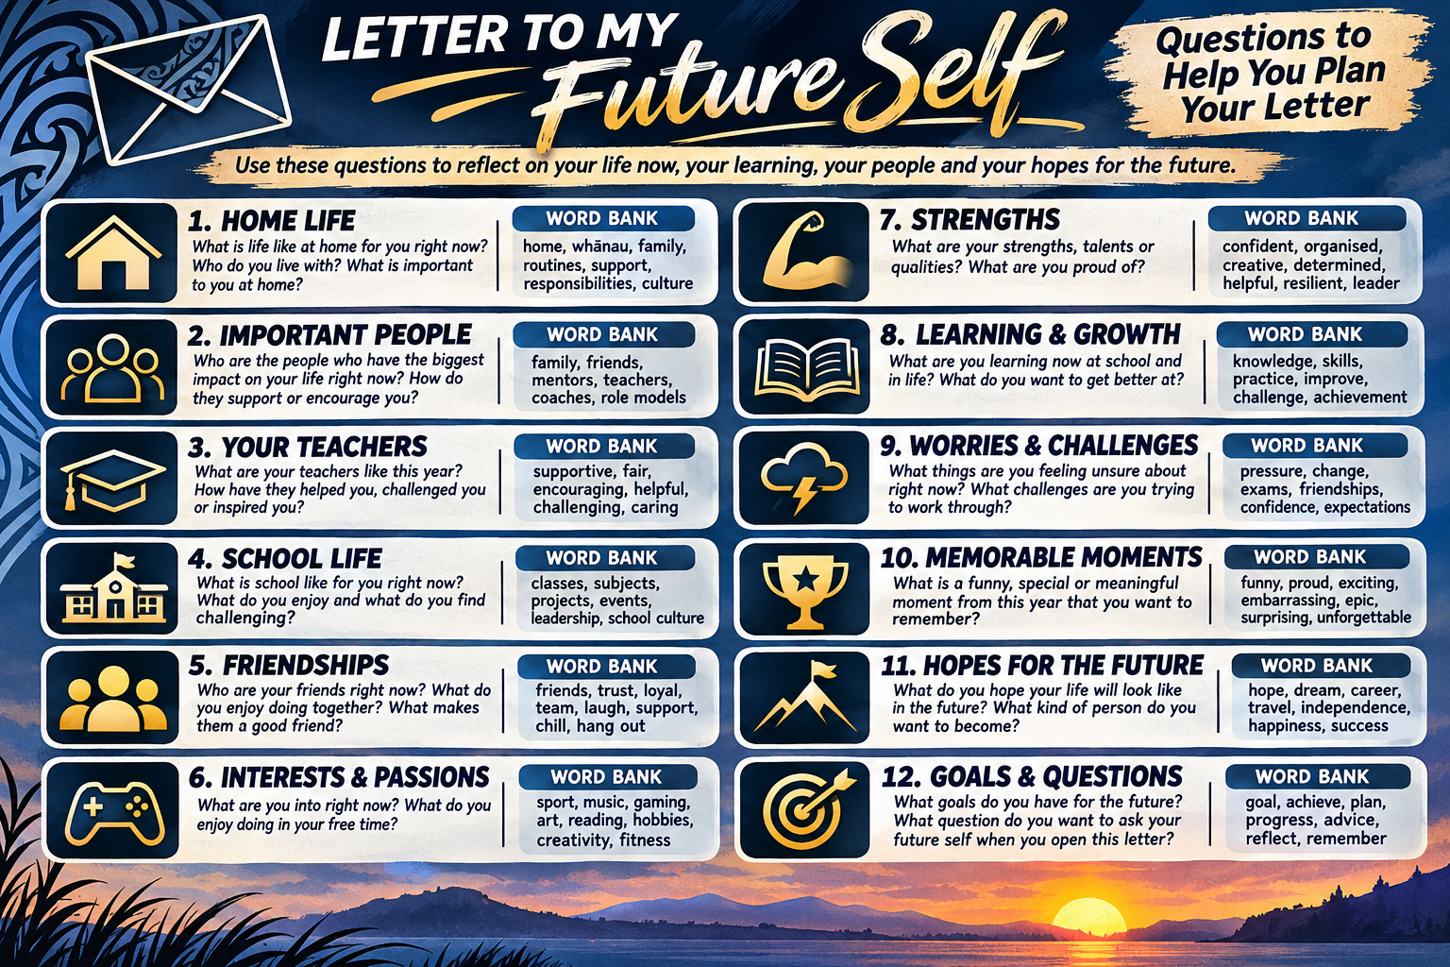 LETTER TO MY
Future Self
Questions to
Help You Plan
Your Letter
Use these questions to reflect on your life now, your learning, your people and your hopes for the future.
1. HOME LIFE
What is life like at home for you right now?
Who do you live with? What is important
to you at home?
WORD BANK
home, whānau, family,
routines, support,
responsibilities, culture
2. IMPORTANT PEOPLE
Who are the people who have the biggest
impact on your life right now? How do
they support or encourage you?
WORD BANK
family, friends,
mentors, teachers,
coaches, role models
3. YOUR TEACHERS
What are your teachers like this year?
How have they helped you, challenged you
or inspired you?
WORD BANK
supportive, fair,
encouraging, helpful,
challenging, caring
4. SCHOOL LIFE
What is school like for you right now?
What do you enjoy and what do you find
challenging?
WORD BANK
classes, subjects,
projects, events,
leadership, school culture
5. FRIENDSHIPS
Who are your friends right now? What do
you enjoy doing together? What makes
them a good friend?
WORD BANK
friends, trust, loyal,
team, laugh, support,
chill, hang out
6. INTERESTS & PASSIONS
What are you into right now? What do you
enjoy doing in your free time?
WORD BANK
sport, music, gaming,
art, reading, hobbies,
creativity, fitness
7. STRENGTHS
What are your strengths, talents or
qualities? What are you proud of?
WORD BANK
confident, organised,
creative, determined,
helpful, resilient, leader
8. LEARNING & GROWTH
What are you learning now at school and
in life? What do you want to get better at?
WORD BANK
knowledge, skills,
practice, improve,
challenge, achievement
9. WORRIES & CHALLENGES
What things are you feeling unsure about
right now? What challenges are you trying
to work through?
WORD BANK
pressure, change,
exams, friendships,
confidence, expectations
10. MEMORABLE MOMENTS
What is a funny, special or meaningful
moment from this year that you want to
remember?
WORD BANK
funny, proud, exciting,
embarrassing, epic,
surprising, unforgettable
11. HOPES FOR THE FUTURE
What do you hope your life will look like
in the future? What kind of person do you
want to become?
WORD BANK
hope, dream, career,
travel, independence,
happiness, success
12. GOALS & QUESTIONS
What goals do you have for the future?
What question do you want to ask your
future self when you open this letter?
WORD BANK
goal, achieve, plan,
progress, advice,
reflect, remember